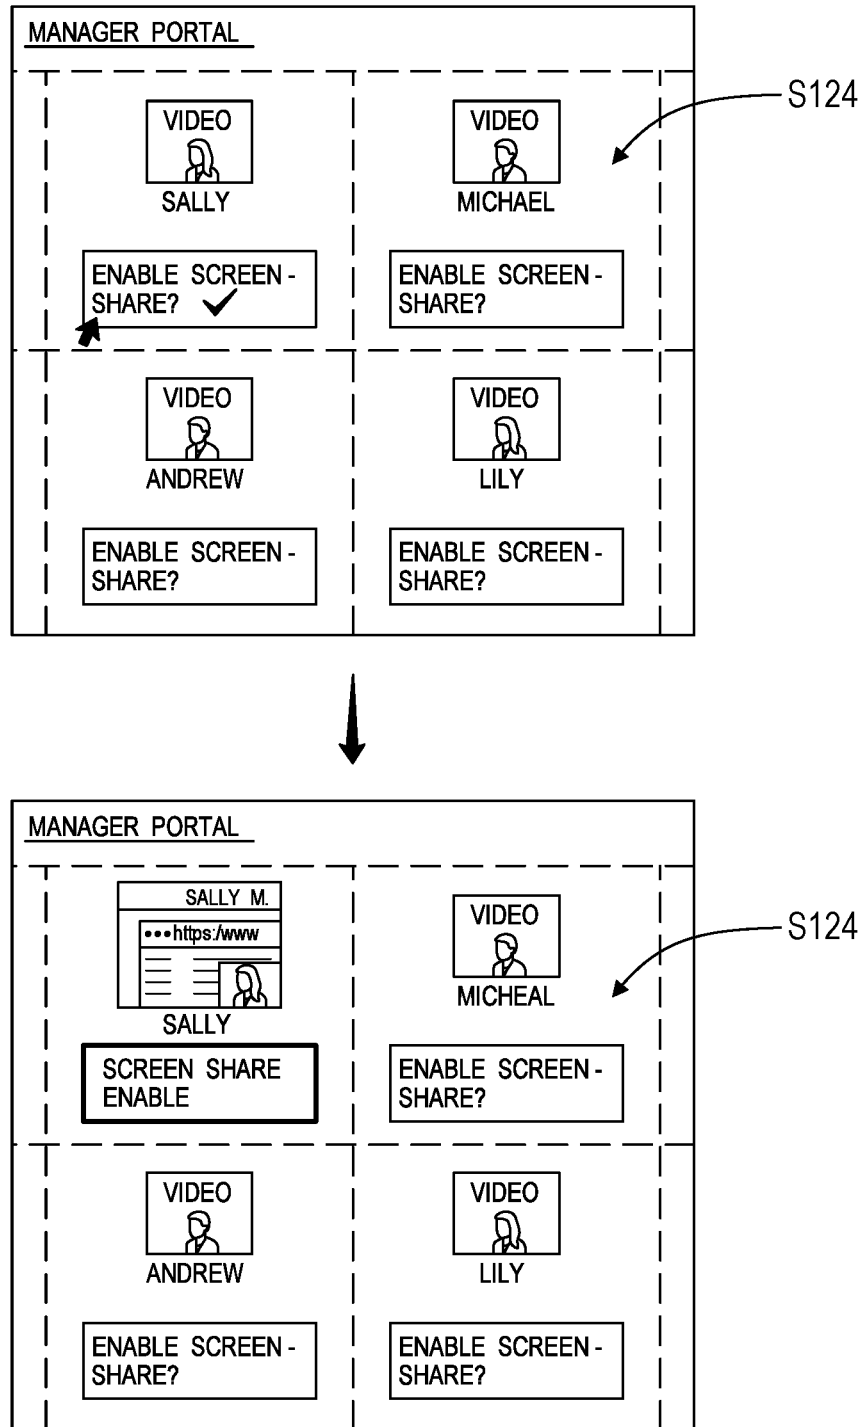 MANAGER PORTAL
S124
VIDEO VIDEO
SALLY MICHAEL
ENABLE SCREEN - ENABLE SCREEN -
SHARE? ✓ SHARE?
VIDEO VIDEO
ANDREW LILY
ENABLE SCREEN - ENABLE SCREEN -
SHARE? SHARE?
MANAGER PORTAL
SALLY M.
•••https:/www
VIDEO
S124
SALLY MICHEAL
SCREEN SHARE ENABLE SCREEN -
ENABLE SHARE?
VIDEO VIDEO
ANDREW LILY
ENABLE SCREEN - ENABLE SCREEN -
SHARE? SHARE?